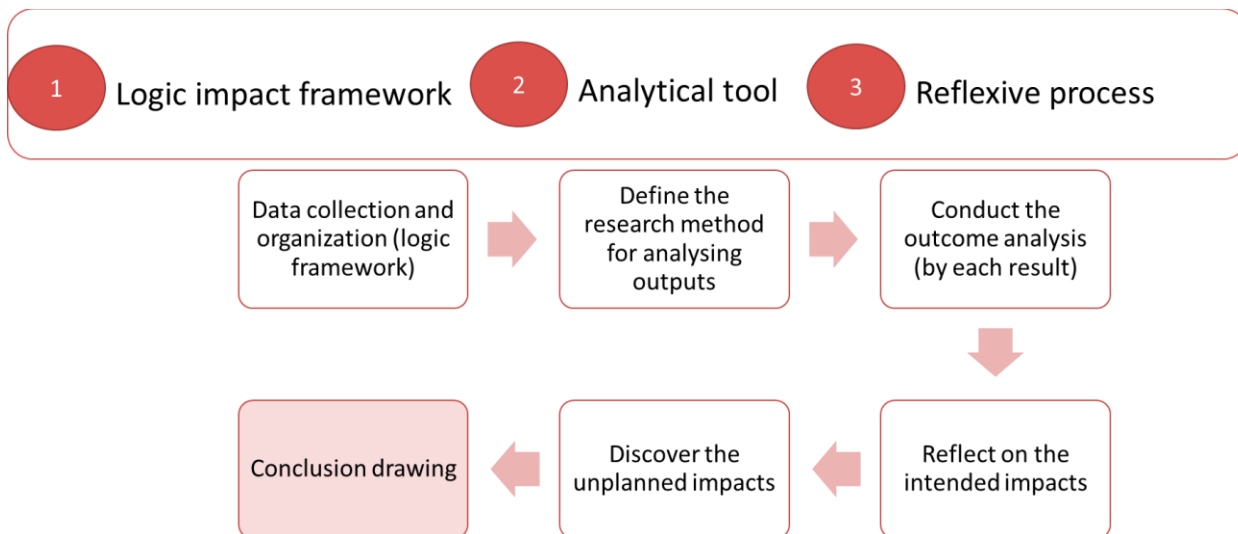 1 Logic impact framework 2 Analytical tool 3 Reflexive process
Data collection and
organization (logic
framework)
Define the
research method
for analysing
outputs
Conduct the
outcome analysis
(by each result)
Reflect on the
intended impacts
Discover the
unplanned impacts
Conclusion drawing